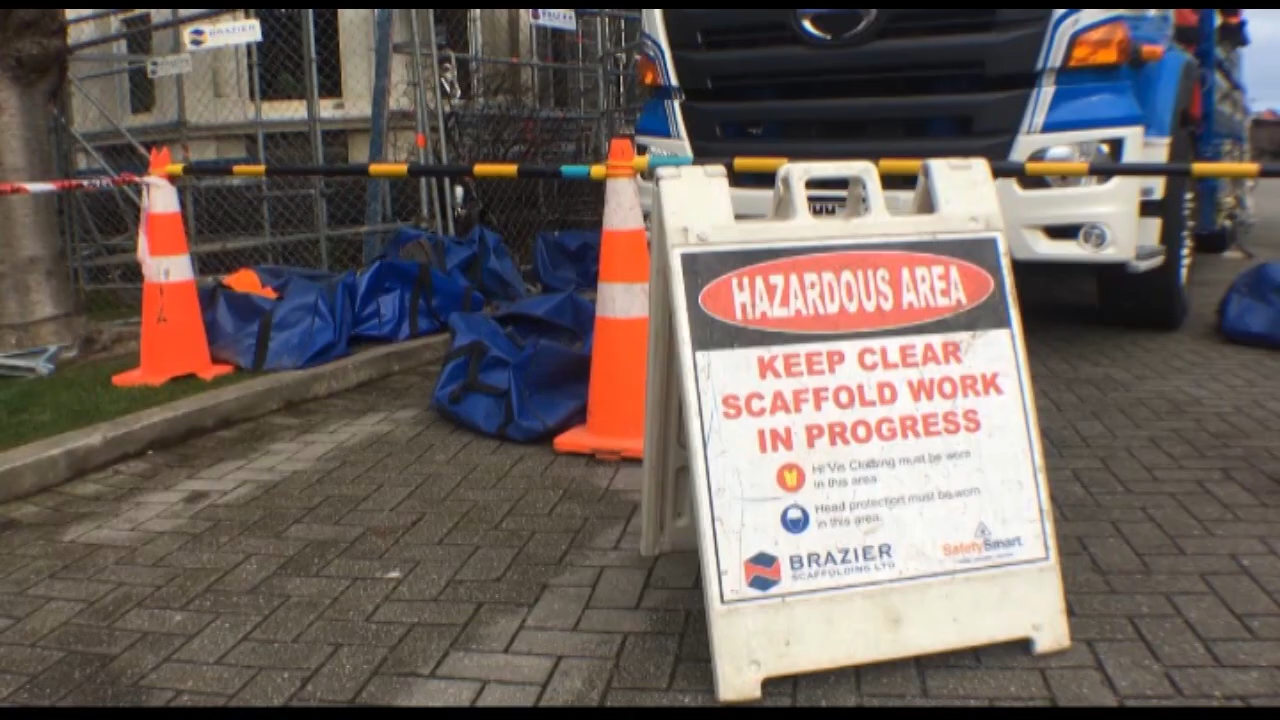 BRAZIER
HAZARDOUS AREA
KEEP CLEAR
SCAFFOLD WORK
IN PROGRESS
Hi Vis Clothing must be worn
in this area
Head protection must be worn
in this area.
BRAZIER
SCAFFOLDING LTD
SafetySmart